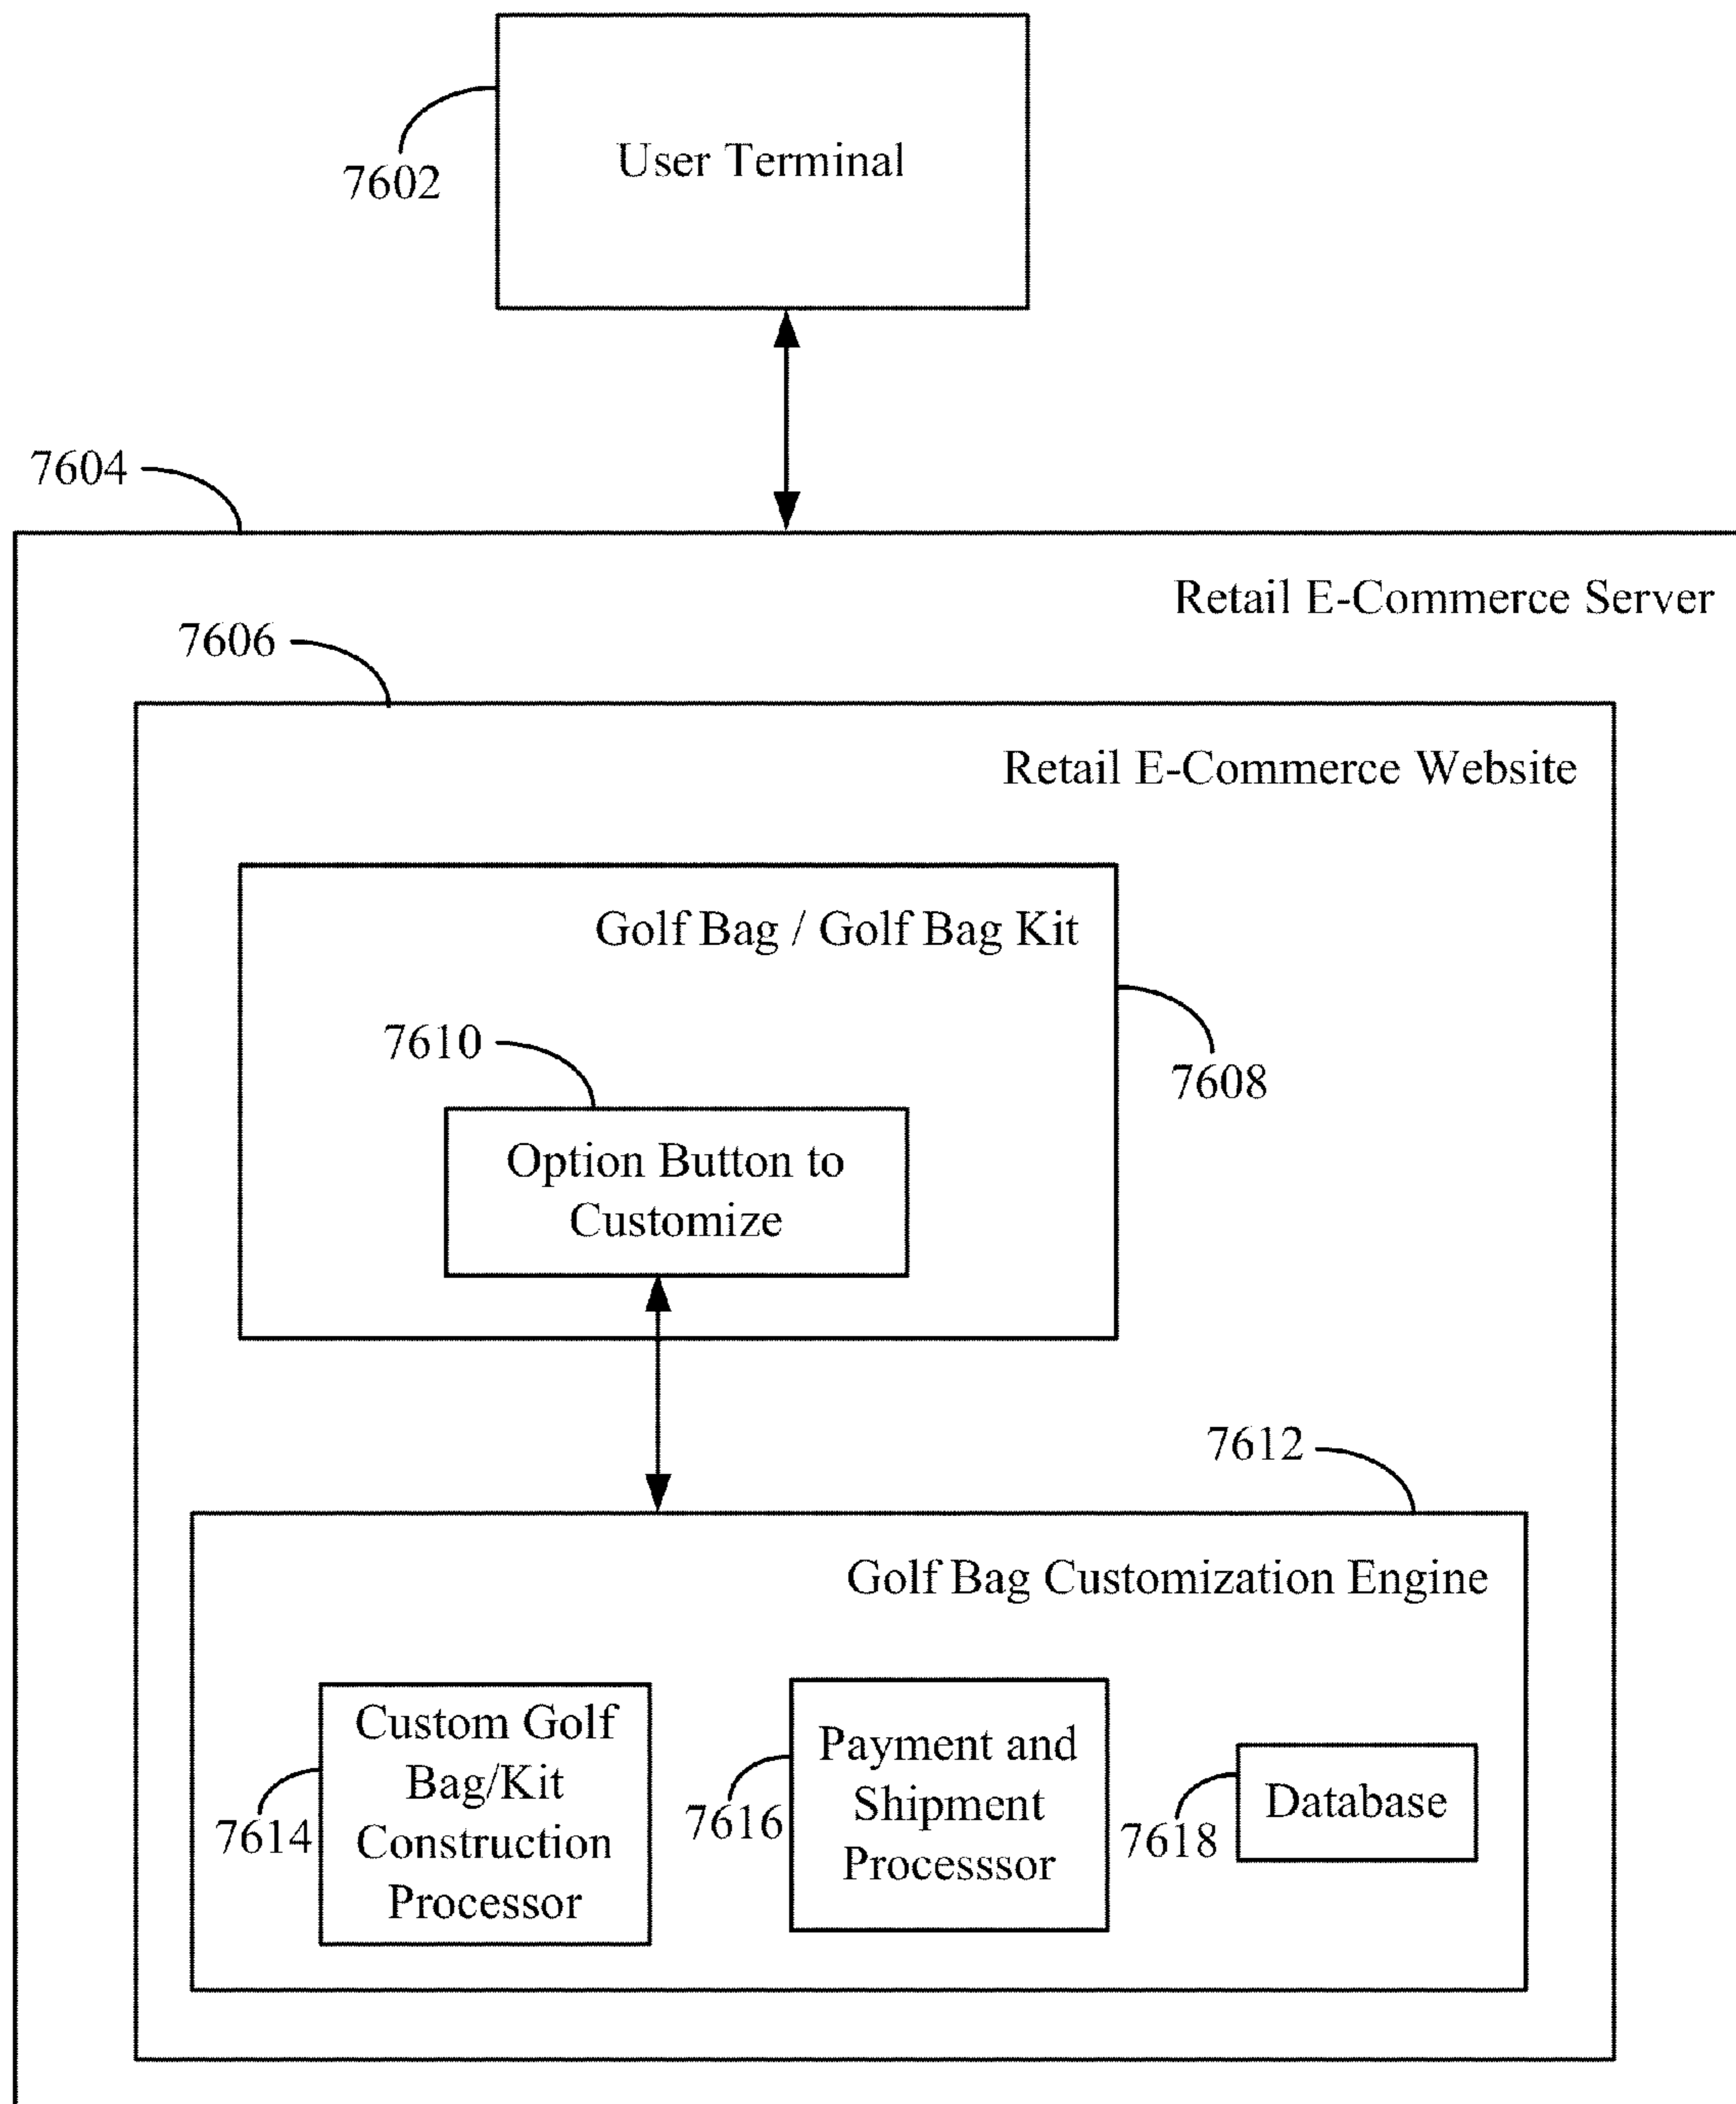 User Terminal
7602
7604
Retail E-Commerce Server
7606
Retail E-Commerce Website
Golf Bag / Golf Bag Kit
7610
7608
Option Button to
Customize
7612
Golf Bag Customization Engine
Custom Golf
Bag/Kit
Construction
Processor
7614
Payment and
Shipment
Processsor
7616
Database
7618